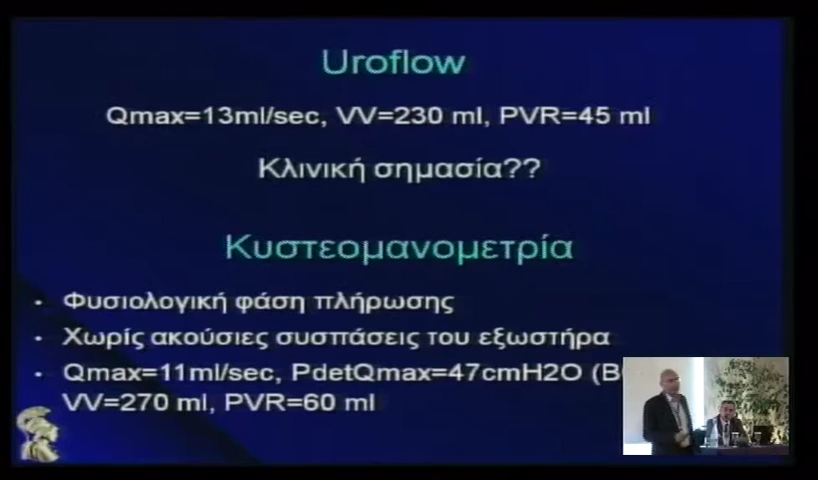 Uroflow
Qmax=13ml/sec, VV=230 ml, PVR=45 ml
Κλινική σημασία??
Κυστεομανομετρία
• Φυσιολογική φάση πλήρωσης
• Χωρίς ακούσιες συσπάσεις του εξωστήρα
• Qmax=11ml/sec, PdetQmax=47cmH2O
VV=270 ml, PVR=60 ml